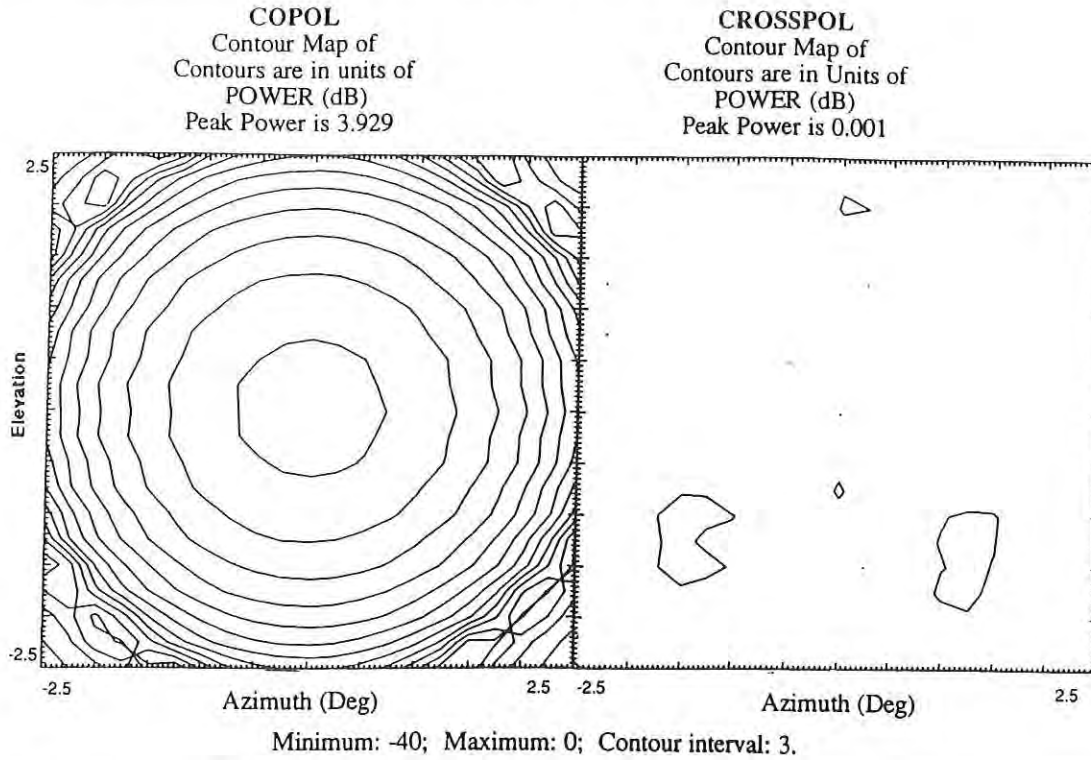 COPOL
Contour Map of
Contours are in units of
POWER (dB)
Peak Power is 3.929
CROSSPOL
Contour Map of
Contours are in Units of
POWER (dB)
Peak Power is 0.001
2.5
Elevation
-2.5
-2.5
2.5
-2.5
2.5
Azimuth (Deg)
Azimuth (Deg)
Minimum: -40; Maximum: 0; Contour interval: 3.